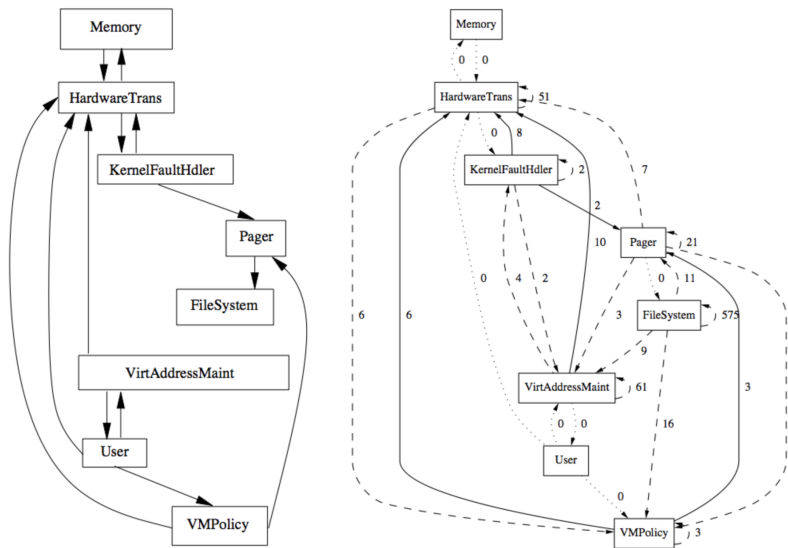 Memory
HardwareTrans
KernelFaultHdler
Pager
FileSystem
VirtAddressMaint
User
VMPolicy
Memory
0 0
HardwareTrans
51
0 8
KernelFaultHdler
2
7
2
Pager
21
10
0 4 2 0 11
6 6 3 FileSystem 575
9
VirtAddressMaint
61
3
0 0 16
User
0
VMPolicy
3